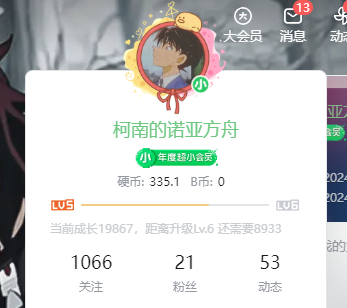 13
大会员 消息 动态
小
柯南的诺亚方舟
小 年度超小会员
硬币: 335.1 B币: 0
LV5 LV6
当前成长19867，距离升级Lv.6 还需要8933
1066 21 53
关注 粉丝 动态
2024
2024